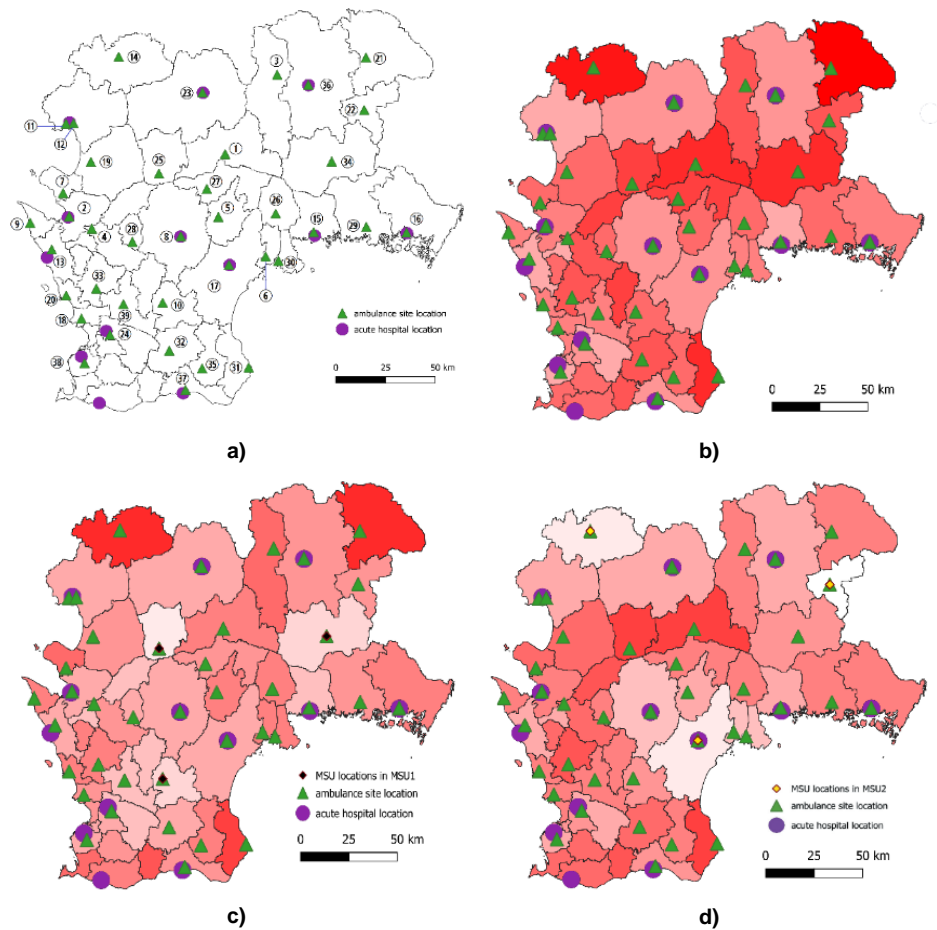 14
3
21
23
36
22
11
12
1
19
25
34
27
7
26
2
5
15
16
9
29
4
28
8
13
30
17
33
6
20
10
39
18
ambulance site location
24
32
acute hospital location
38
35
31
37
0 25 50 km
a)
0 25 50 km
b)
MSU locations in MSU1
ambulance site location
acute hospital location
0 25 50 km
c)
MSU locations in MSU2
ambulance site location
acute hospital location
0 25 50 km
d)